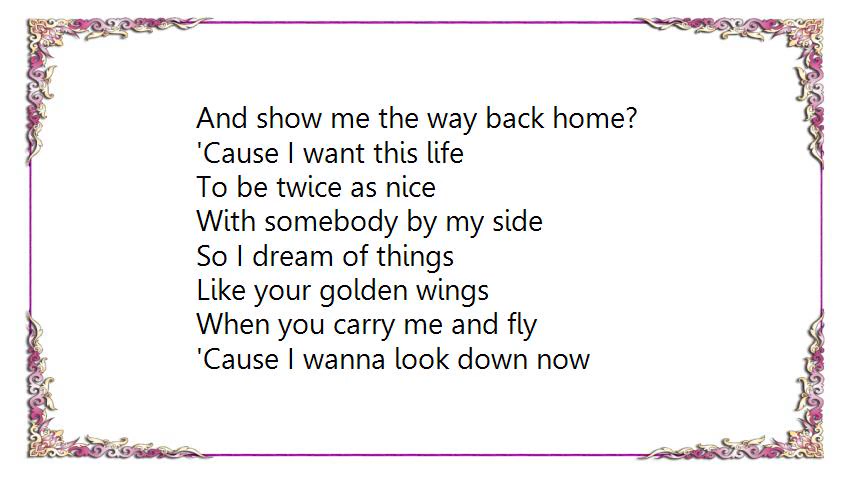 And show me the way back home?
'Cause I want this life
To be twice as nice
With somebody by my side
So I dream of things
Like your golden wings
When you carry me and fly
'Cause I wanna look down now